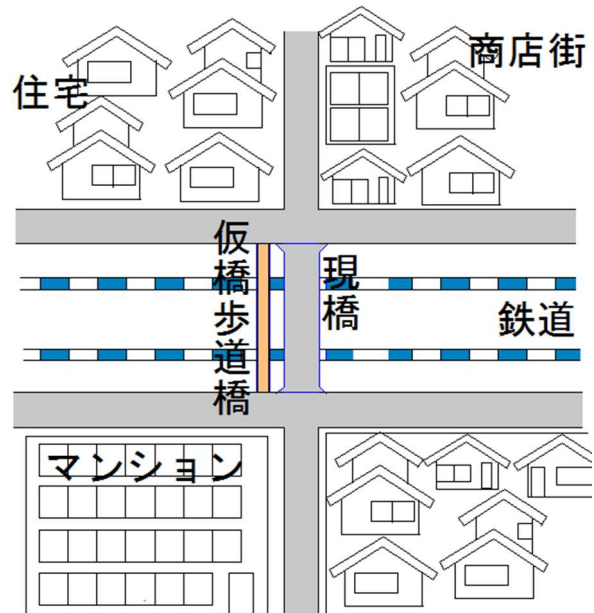 商店街
住宅
仮橋歩道橋
現橋
鉄道
マンション